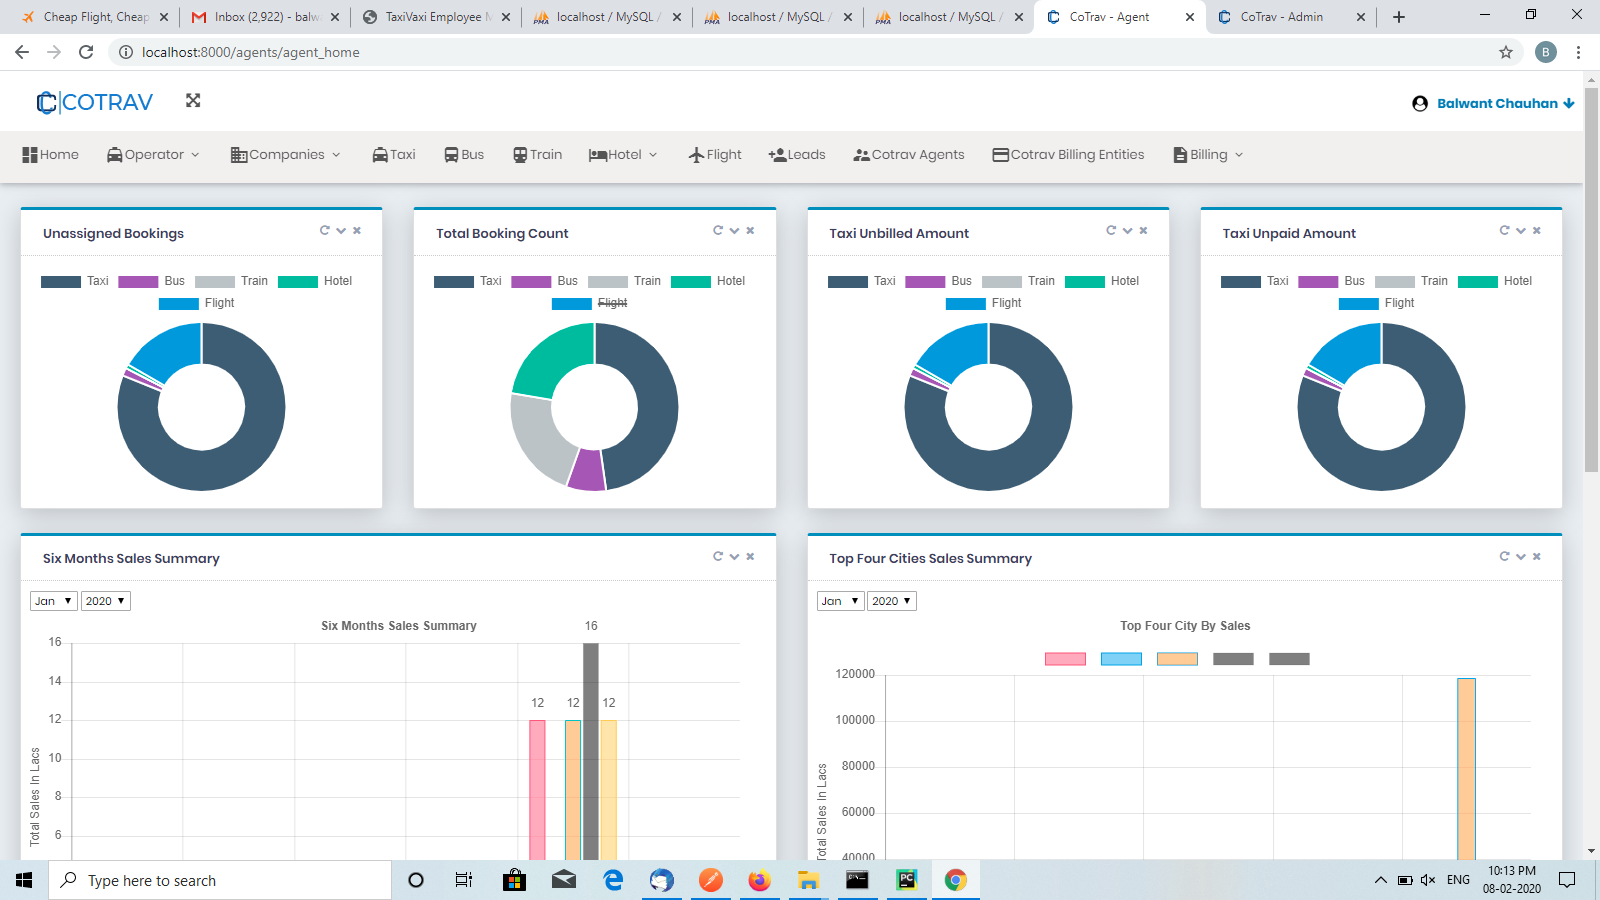 Cheap Flight, Cheap
Inbox (2,922) - balw
TaxiVaxi Employee M
localhost / MySQL /
localhost / MySQL /
localhost / MySQL /
CoTrav - Agent
CoTrav - Admin
localhost:8000/agents/agent_home
B
COTRAV
Balwant Chauhan
Home
Operator
Companies
Taxi
Bus
Train
Hotel
Flight
Leads
Cotrav Agents
Cotrav Billing Entities
Billing
Unassigned Bookings
Taxi Bus Train Hotel
Flight
Total Booking Count
Taxi Bus Train Hotel
Flight
Taxi Unbilled Amount
Taxi Bus Train Hotel
Flight
Taxi Unpaid Amount
Taxi Bus Train Hotel
Flight
Six Months Sales Summary
Jan 2020
Six Months Sales Summary
16
16
14
12
10
8
6
12 12 12
Total Sales In Lacs
Top Four Cities Sales Summary
Jan 2020
Top Four City By Sales
120000
100000
80000
60000
40000
Total Sales In Lacs
Type here to search
PMA
PMA
PMA
PC
ENG
10:13 PM
08-02-2020